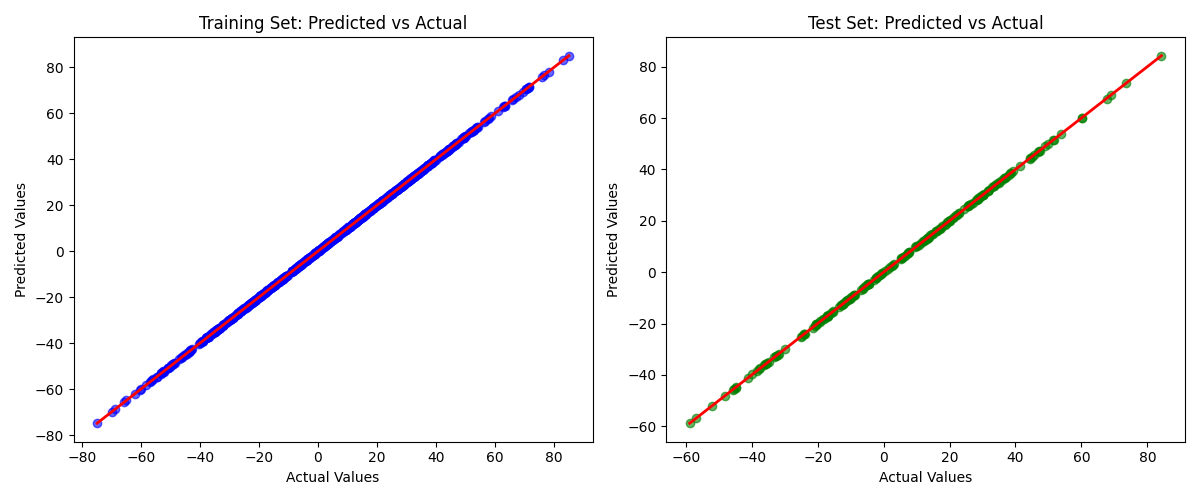 Training Set: Predicted vs Actual
Predicted Values
80
60
40
20
0
−20
−40
−60
−80
−80 −60 −40 −20 0 20 40 60 80
Actual Values
Test Set: Predicted vs Actual
Predicted Values
80
60
40
20
0
−20
−40
−60
−60 −40 −20 0 20 40 60 80
Actual Values